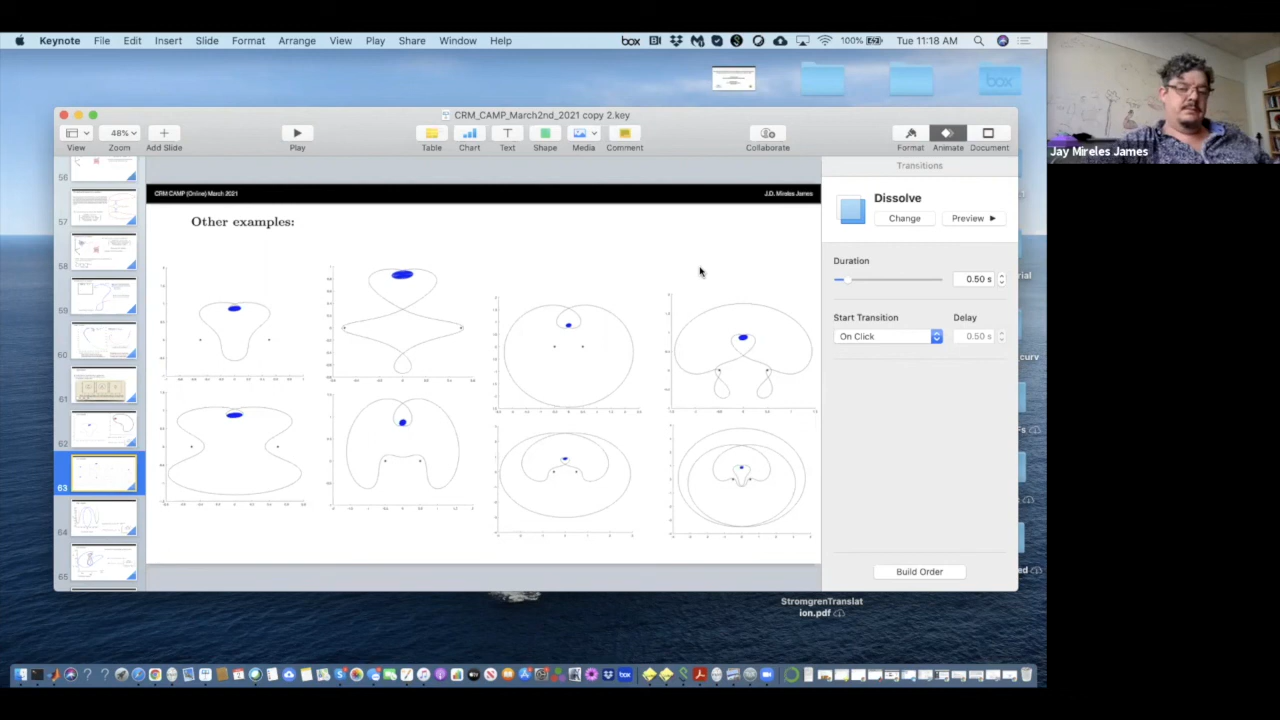 Keynote File Edit Insert Slide Format Arrange View Play Share Window Help
box 100% Tue 11:18 AM
box
CRM_CAMP_March2nd_2021 copy 2.key
48%
View Zoom Add Slide Play Table Chart Text Shape Media Comment Collaborate Format Animate Document
Transitions
CRM CAMP (Online) March 2021 J.D. Mireles James
Other examples:
Dissolve
Change Preview
Duration
0.50 s
Start Transition Delay
On Click 0.50 s
Build Order
56
57
58
59
60
61
62
63
64
65
StromgrenTranslat
ion.pdf
Jay Mireles James